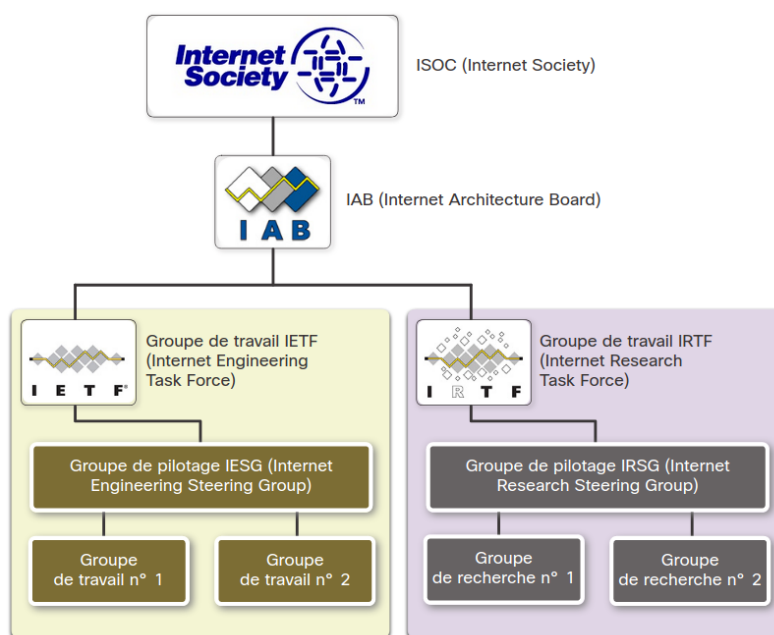 Internet
Society
TM
ISOC (Internet Society)
IAB
IAB (Internet Architecture Board)
IETF®
Groupe de travail IETF
(Internet Engineering
Task Force)
IRTF
Groupe de travail IRTF
(Internet Research
Task Force)
Groupe de pilotage IESG (Internet
Engineering Steering Group)
Groupe de pilotage IRSG (Internet
Research Steering Group)
Groupe
de travail n° 1
Groupe
de travail n° 2
Groupe
de recherche n° 1
Groupe
de recherche n° 2